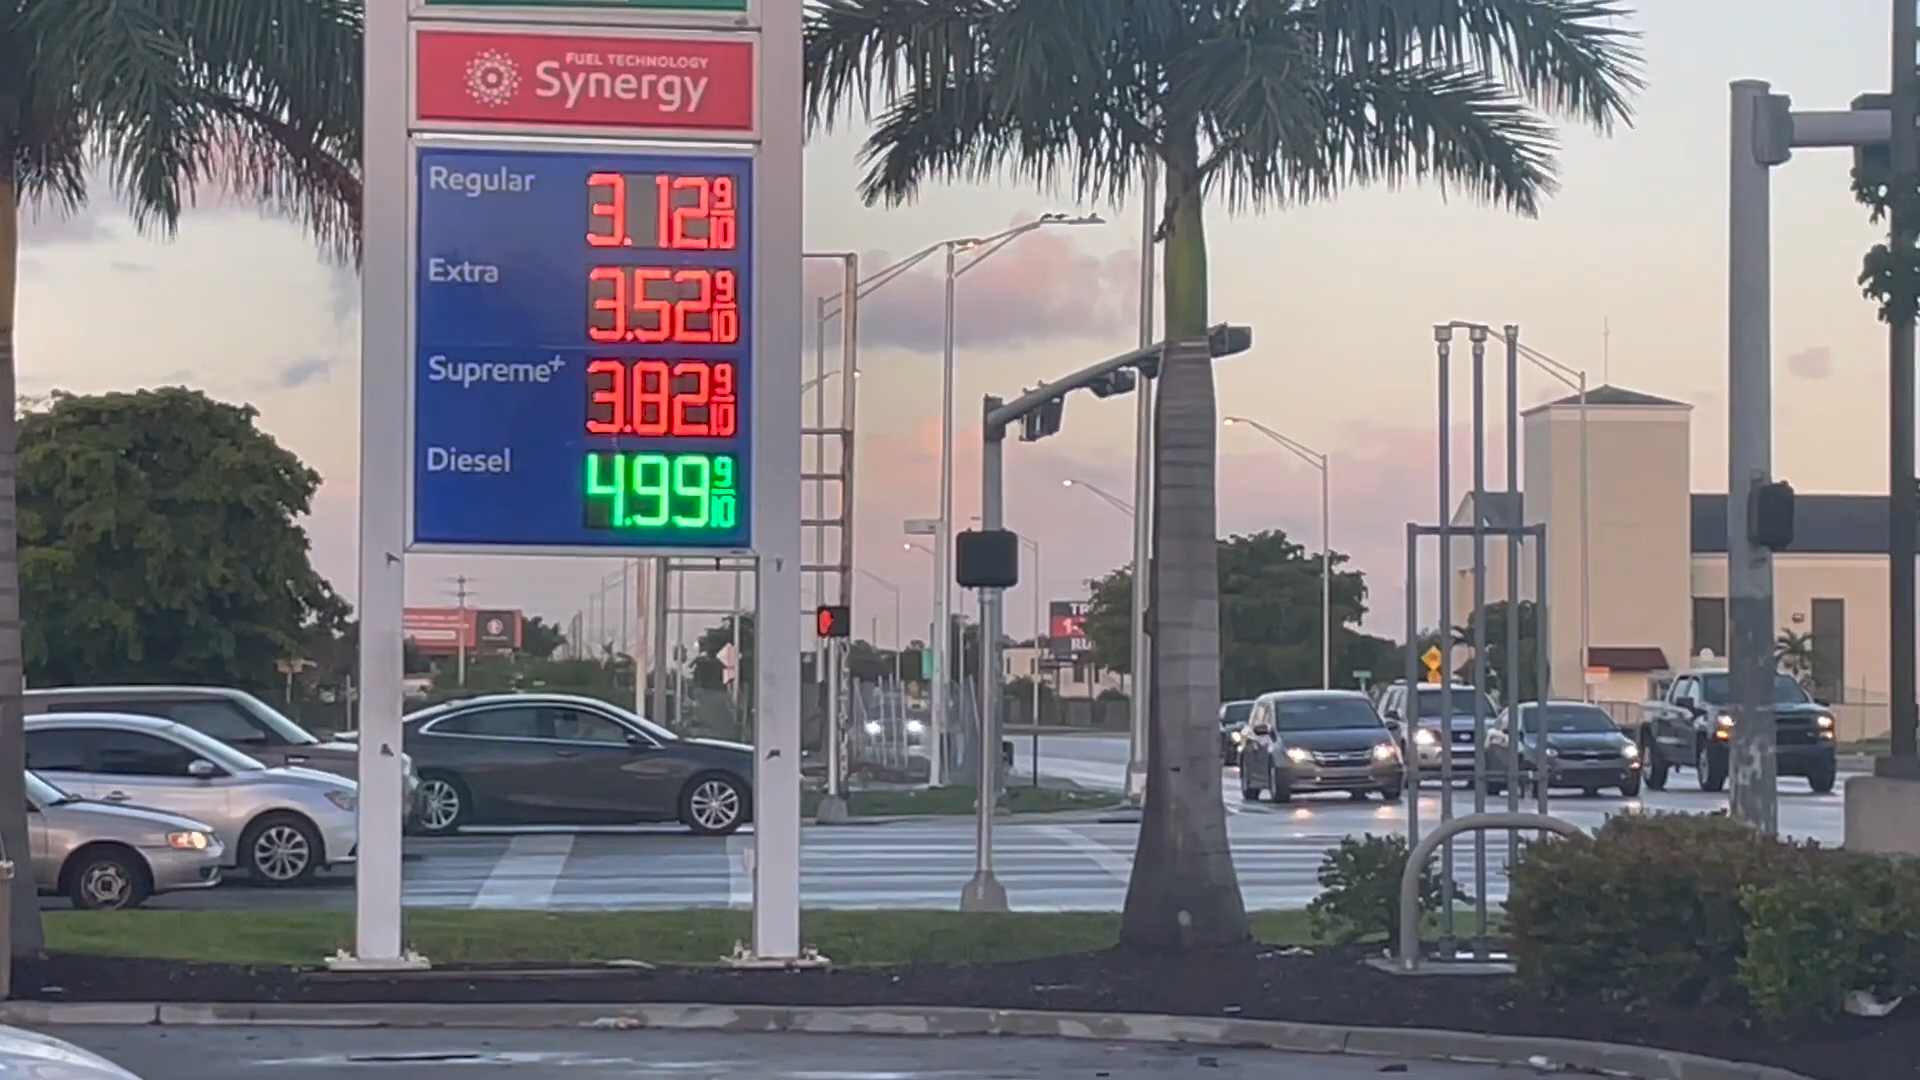 FUEL TECHNOLOGY
Synergy
Regular 3.12 9/10
Extra 3.52 9/10
Supreme+ 3.82 9/10
Diesel 4.99 9/10